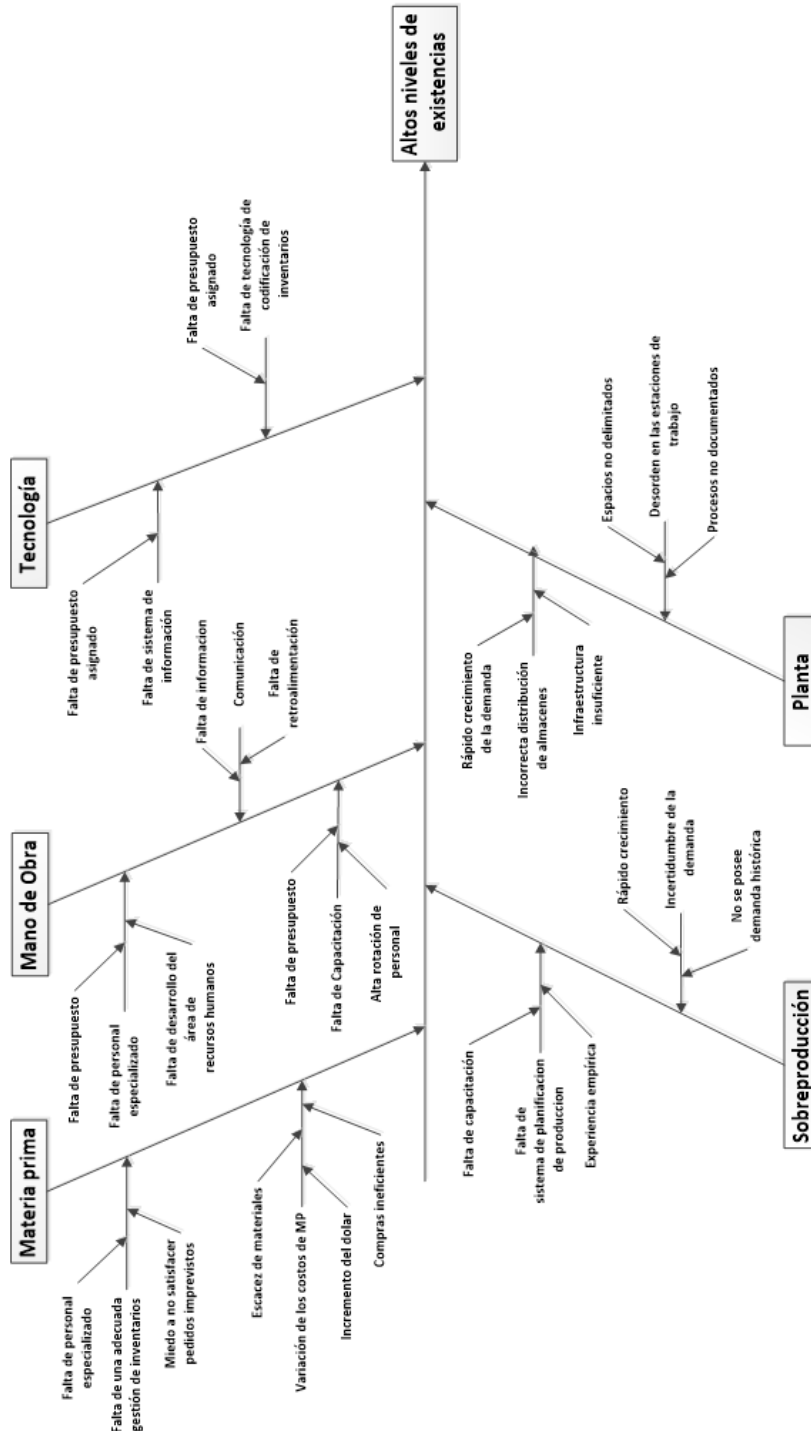 Materia prima
Mano de Obra
Tecnología
Falta de personal
especializado
Falta de una adecuada
gestión de inventarios
Miedo a no satisfacer
pedidos imprevistos
Escacez de materiales
Variación de los costos de MP
Incremento del dolar
Compras ineficientes
Falta de presupuesto
Falta de personal
especializado
Falta de desarrollo del
área de
recursos humanos
Falta de informacion
Comunicación
Falta de
retroalimentación
Falta de presupuesto
Falta de Capacitación
Alta rotación de
personal
Falta de presupuesto
asignado
Falta de sistema de
información
Falta de presupuesto
asignado
Falta de tecnología de
codificación de
inventarios
Altos niveles de
existencias
Falta de capacitación
Falta de
sistema de planificacion
de produccion
Experiencia empírica
Rápido crecimiento
Incertidumbre de la
demanda
No se posee
demanda histórica
Rápido crecimiento
de la demanda
Incorrecta distribución
de almacenes
Infraestructura
insuficiente
Espacios no delimitados
Desorden en las estaciones de
trabajo
Procesos no documentados
Sobreproducción
Planta